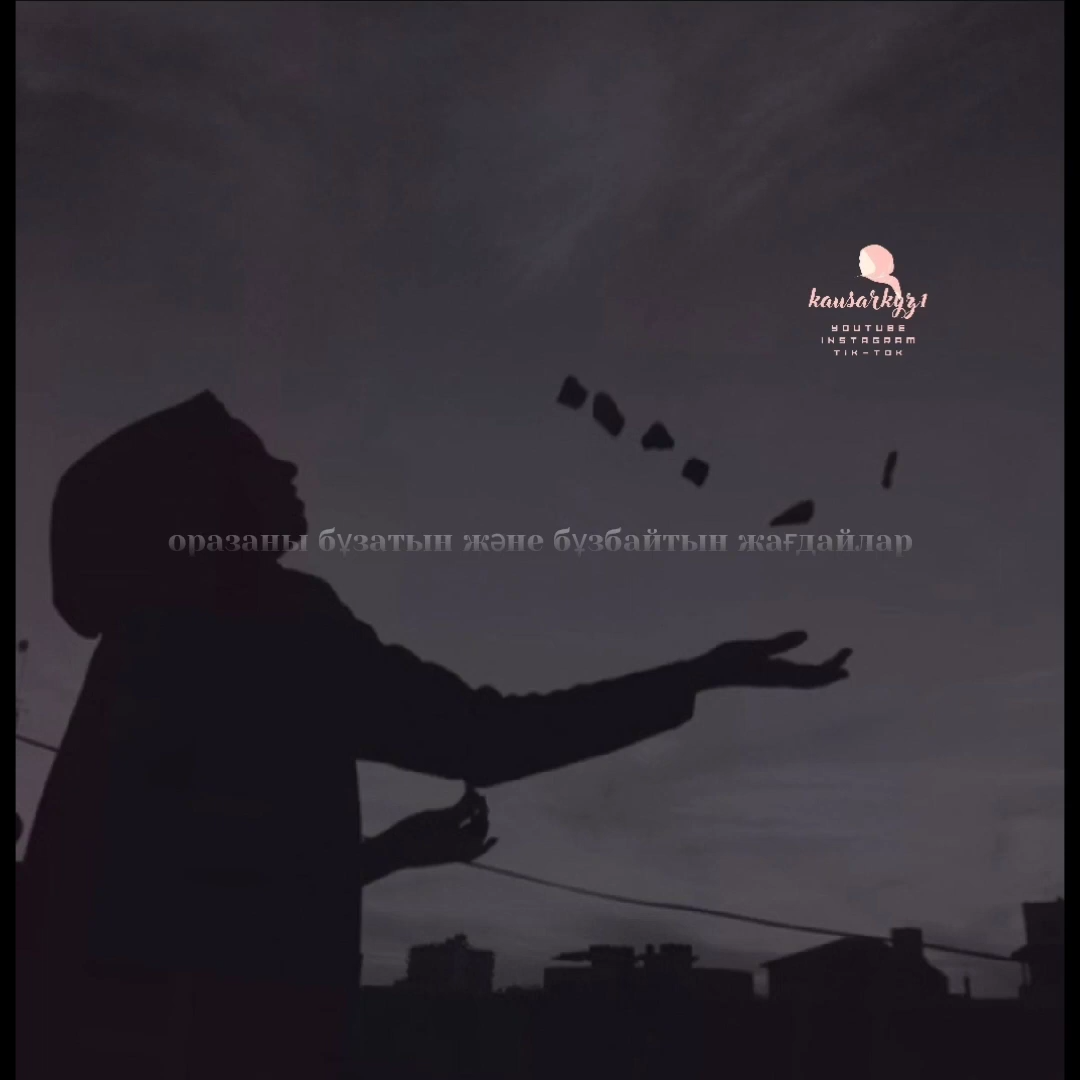 kausarkyz1
YOUTUBE
INSTAGRAM
TIK-TOK
оразаны бұзатын және бұзбайтын жағдайлар